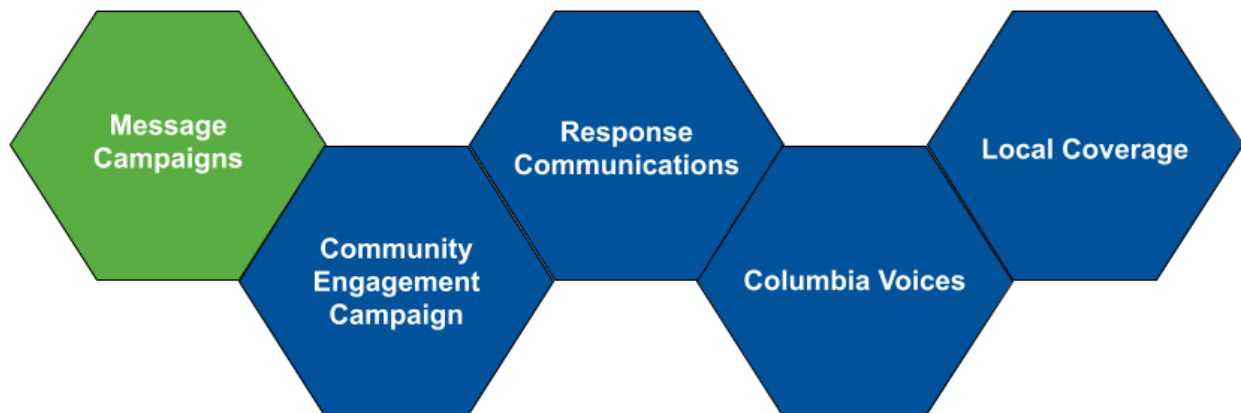 Message
Campaigns
Community
Engagement
Campaign
Response
Communications
Columbia Voices
Local Coverage